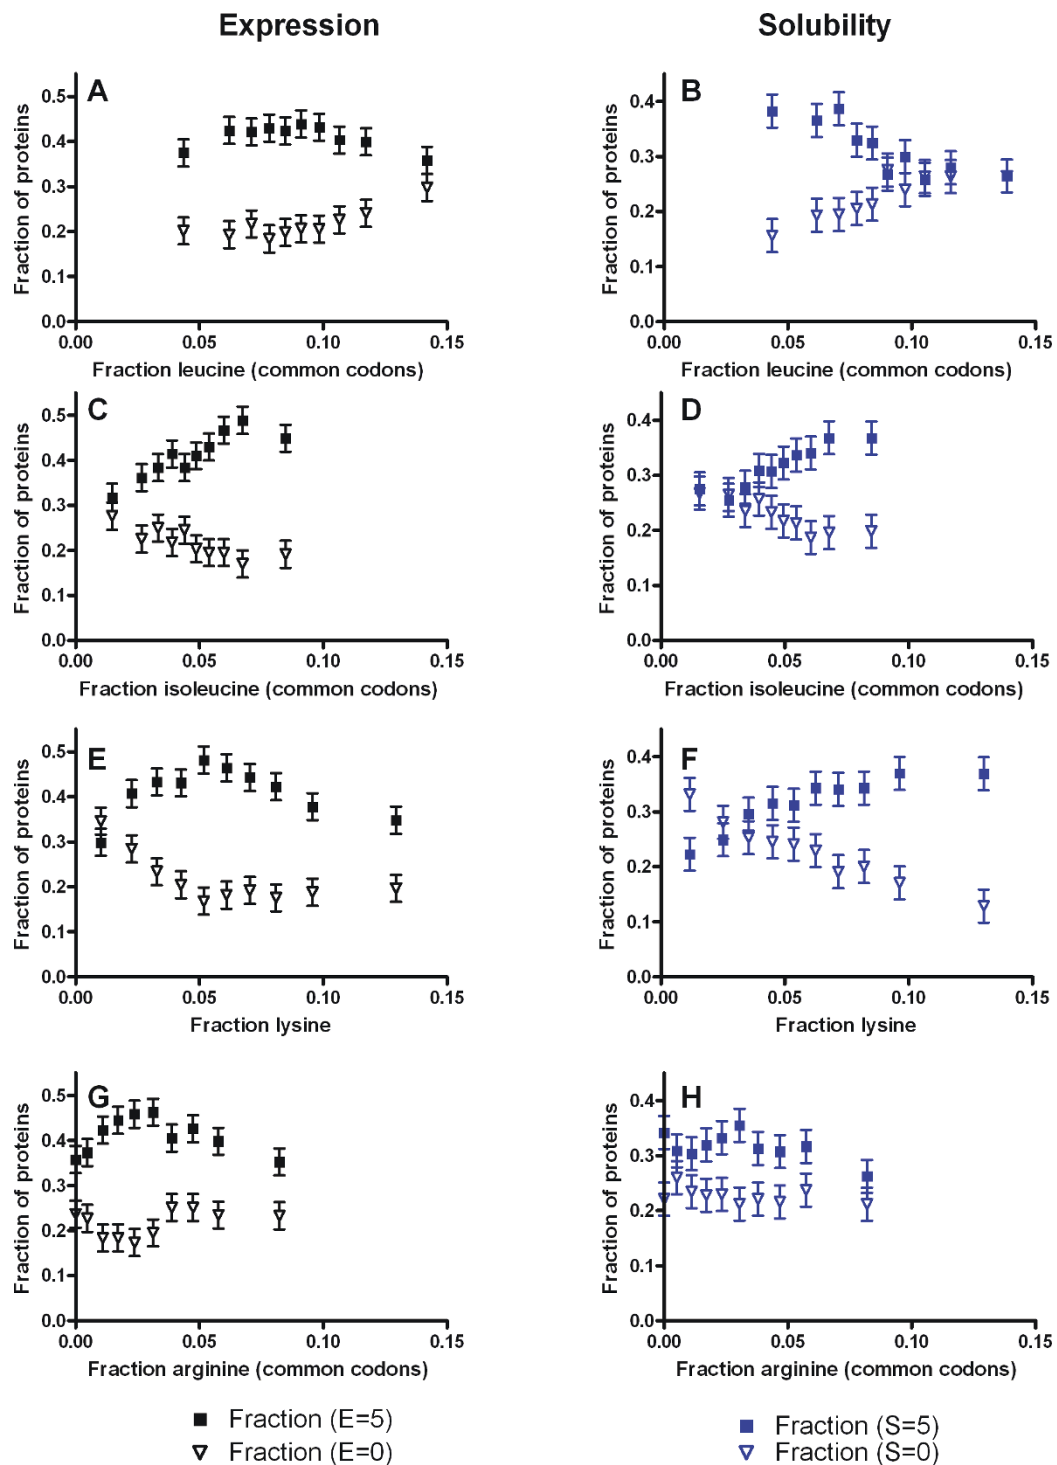 Expression
Solubility
A
Fraction of proteins
0.5
0.4
0.3
0.2
0.1
0.0
0.00 0.05 0.10 0.15
Fraction leucine (common codons)
B
Fraction of proteins
0.4
0.3
0.2
0.1
0.0
0.00 0.05 0.10 0.15
Fraction leucine (common codons)
C
Fraction of proteins
0.5
0.4
0.3
0.2
0.1
0.0
0.00 0.05 0.10 0.15
Fraction isoleucine (common codons)
D
Fraction of proteins
0.4
0.3
0.2
0.1
0.0
0.00 0.05 0.10 0.15
Fraction isoleucine (common codons)
E
Fraction of proteins
0.5
0.4
0.3
0.2
0.1
0.0
0.00 0.05 0.10 0.15
Fraction lysine
F
Fraction of proteins
0.4
0.3
0.2
0.1
0.0
0.00 0.05 0.10 0.15
Fraction lysine
G
Fraction of proteins
0.5
0.4
0.3
0.2
0.1
0.0
0.00 0.05 0.10 0.15
Fraction arginine (common codons)
H
Fraction of proteins
0.4
0.3
0.2
0.1
0.0
0.00 0.05 0.10 0.15
Fraction arginine (common codons)
Fraction (E=5)
Fraction (E=0)
Fraction (S=5)
Fraction (S=0)